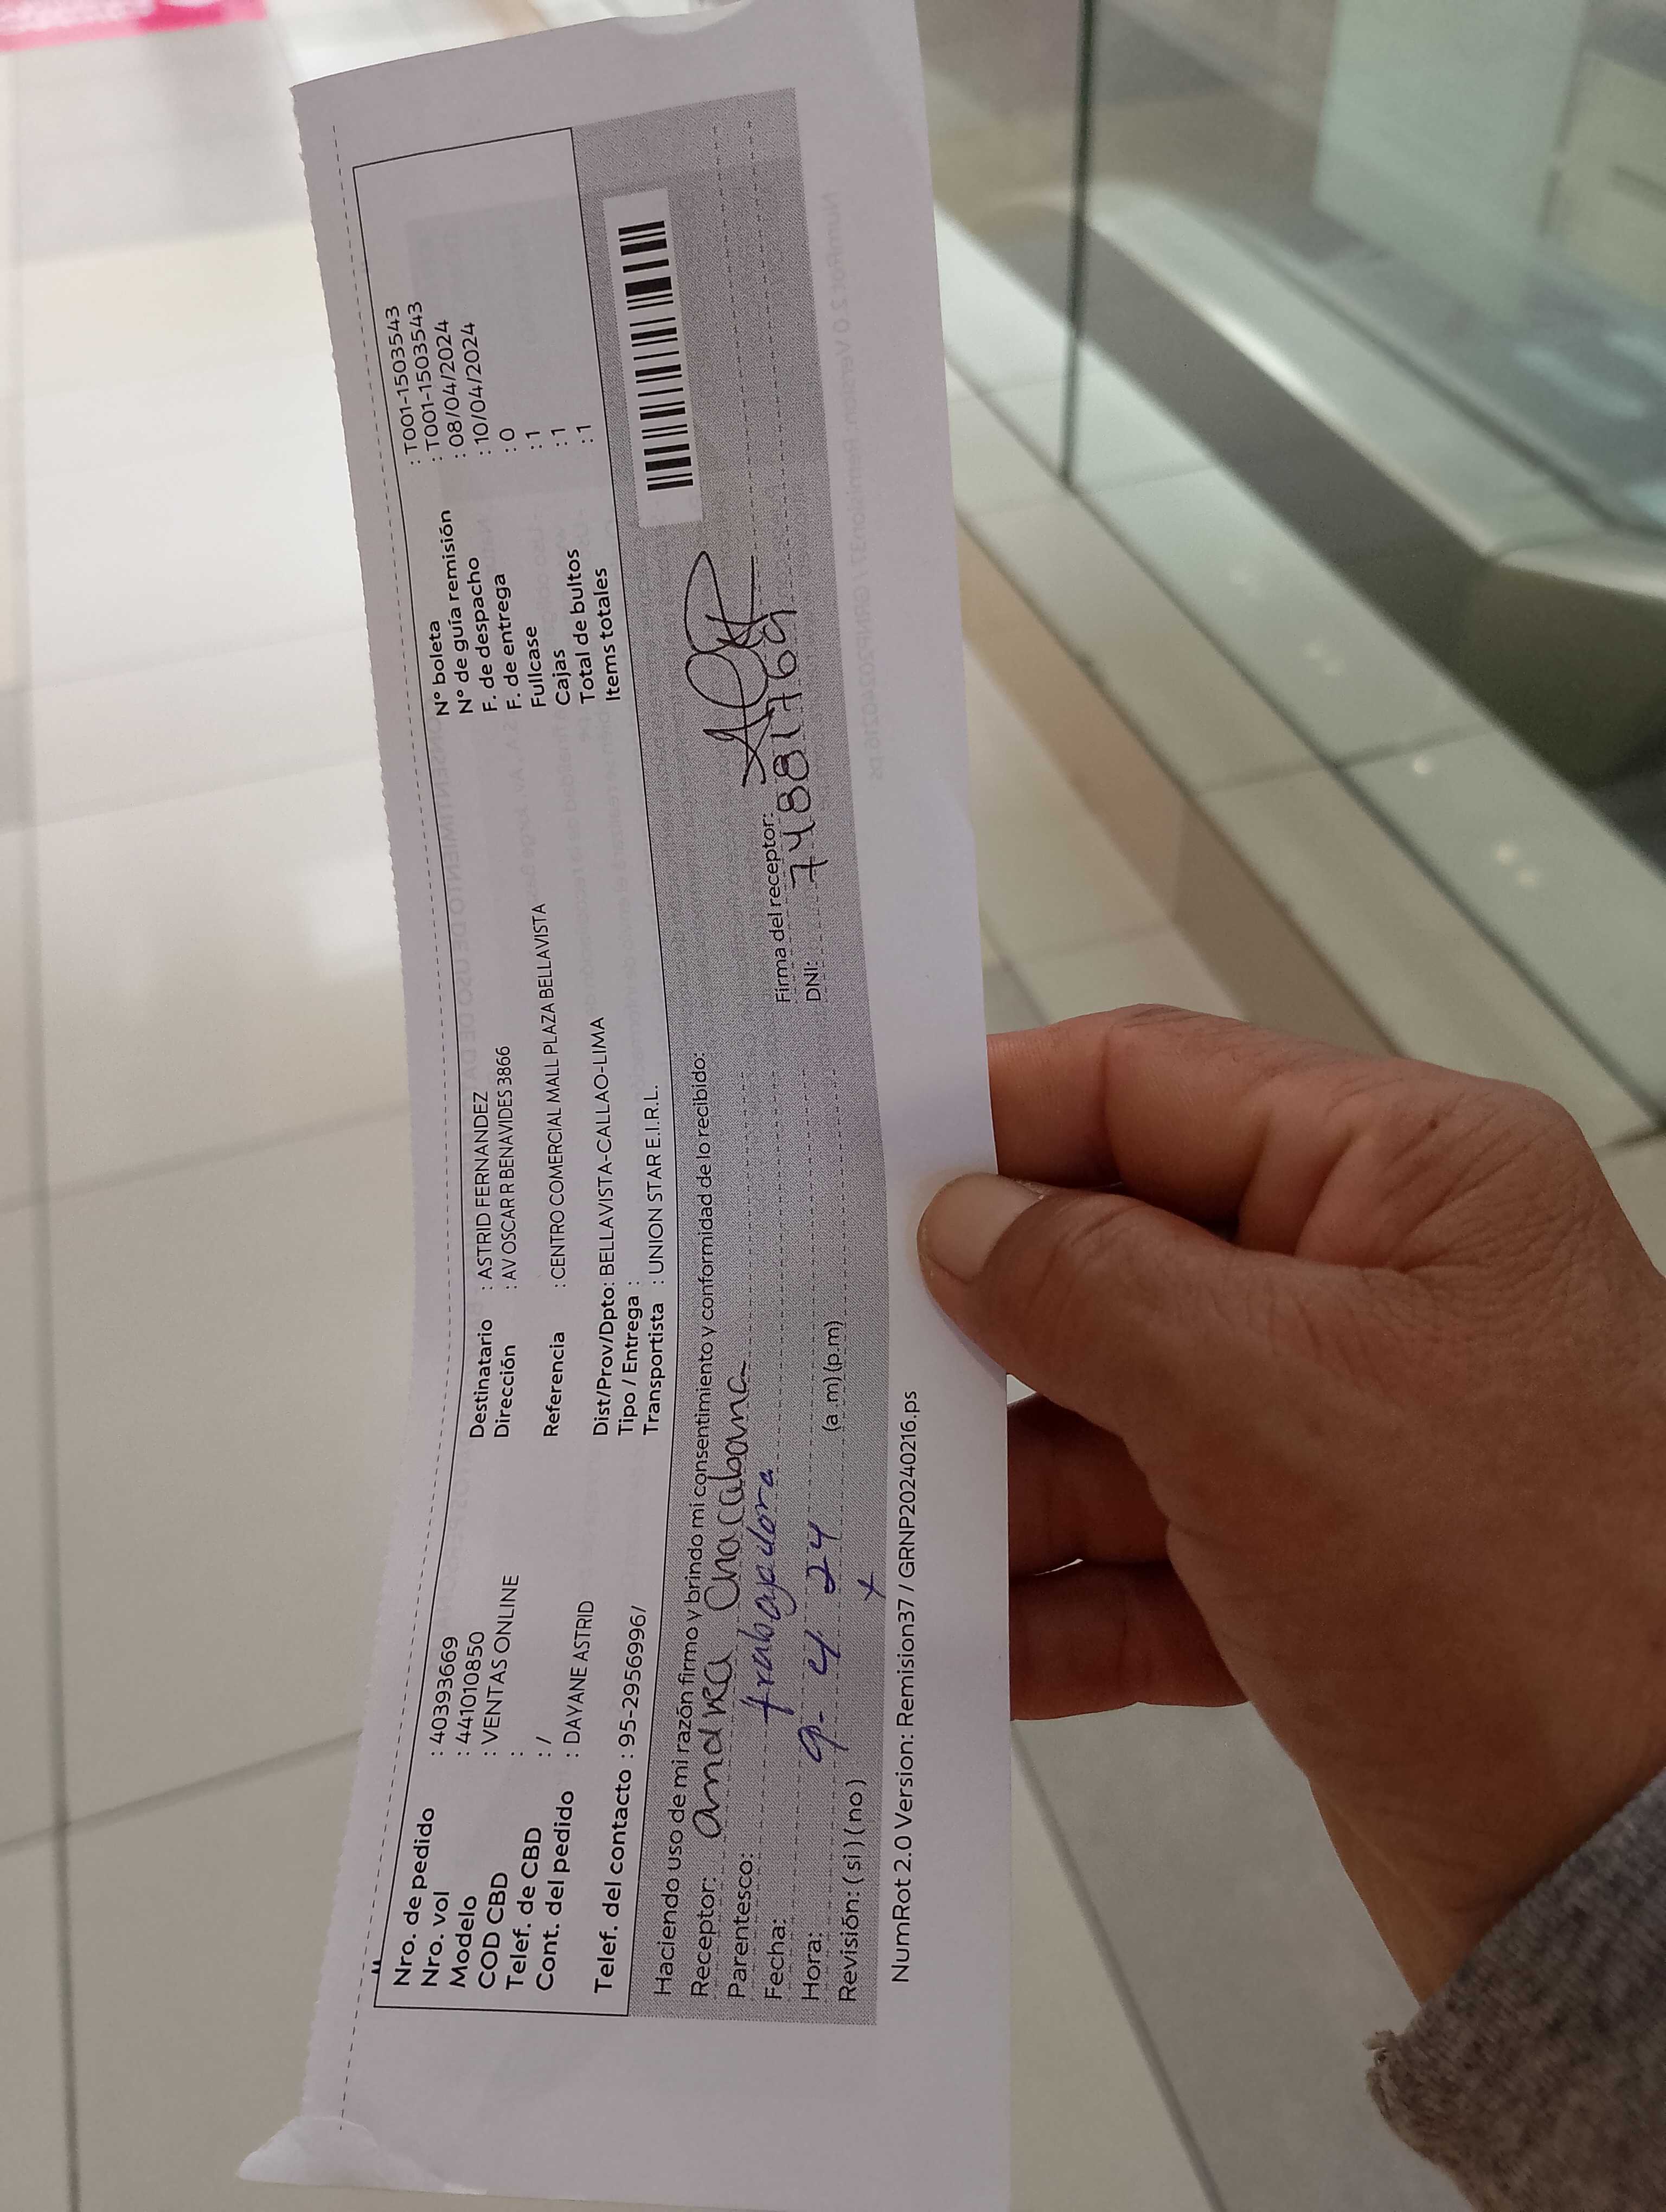 Nro. de pedido : 40393669
Nro. vol : 441010850
Modelo : VENTAS ONLINE
COD CBD :
Telef. de CBD : /
Cont. del pedido : DAYANE ASTRID
Telef. del contacto : 95-2956996/
Destinatario : ASTRID FERNANDEZ
Dirección : AV OSCAR R BENAVIDES 3866
Referencia : CENTRO COMERCIAL MALL PLAZA BELLAVISTA
Dist/Prov/Dpto: BELLAVISTA-CALLAO-LIMA
Tipo / Entrega :
Transportista : UNION STAR E.I.R.L.
N° boleta : T001-1503543
N° de guía remisión : T001-1503543
F. de despacho : 08/04/2024
F. de entrega : 10/04/2024
Fullcase : 0
Cajas : 1
Total de bultos : 1
Items totales : 1
Haciendo uso de mi razón firmo y brindo mi consentimiento y conformidad de lo recibido:
Receptor: Andrea Chacabana
Parentesco: trabajadora
Fecha: 9- 4 24
Hora: (a m)(p.m)
Revisión: ( si ) ( no ) x
Firma del receptor:
DNI: 74881769
NumRot 2.0 Version: Remision37 / GRNP20240216.ps